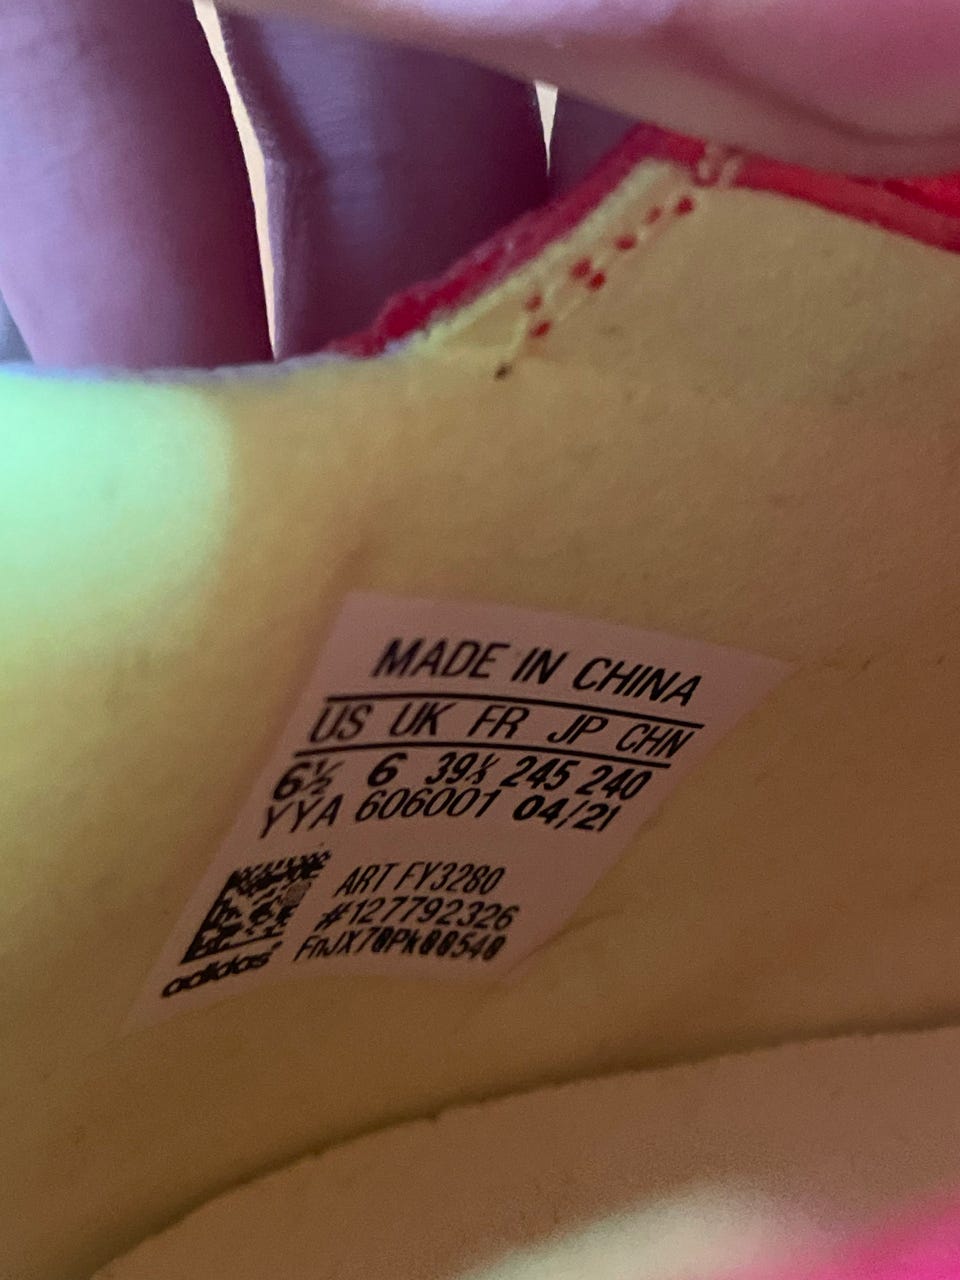 MADE IN CHINA
US UK FR JP CHN
6½ 6 39⅓ 245 240
YYA 606001 04/21
ART FY3280
#127792326
FnJX70Pk00540
adidas